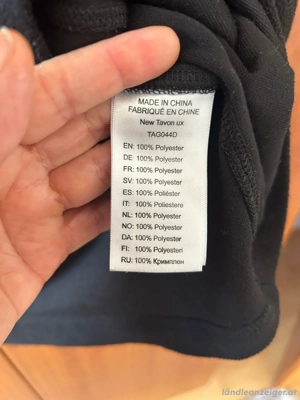 MADE IN CHINA
FABRIQUÉ EN CHINE
New Tavon ux
TAG044D
EN: 100% Polyester
DE: 100% Polyester
FR: 100% Polyester
SV: 100% Polyester
ES: 100% Poliéster
IT: 100% Poliestere
NL: 100% Polyester
NO: 100% Polyester
DA: 100% Polyester
FI: 100% Polyesteri
RU: 100% Кримплен
ländleanzeiger.at